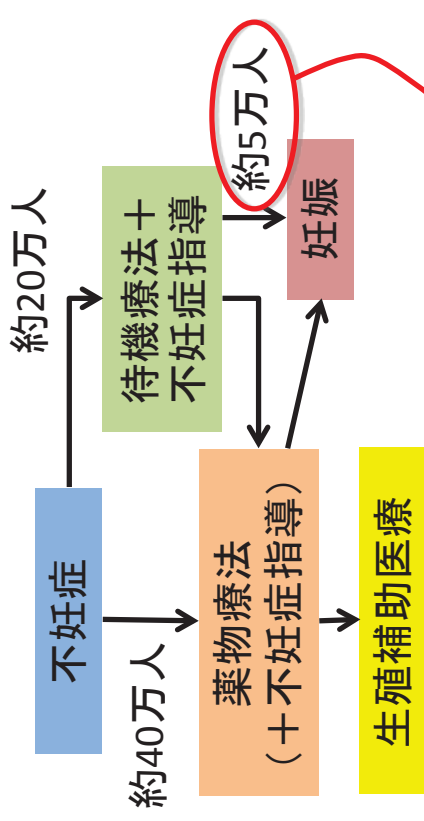 不妊症
約20万人
約40万人
待機療法＋
不妊症指導
約5万人
薬物療法
（＋不妊症指導）
妊娠
生殖補助医療